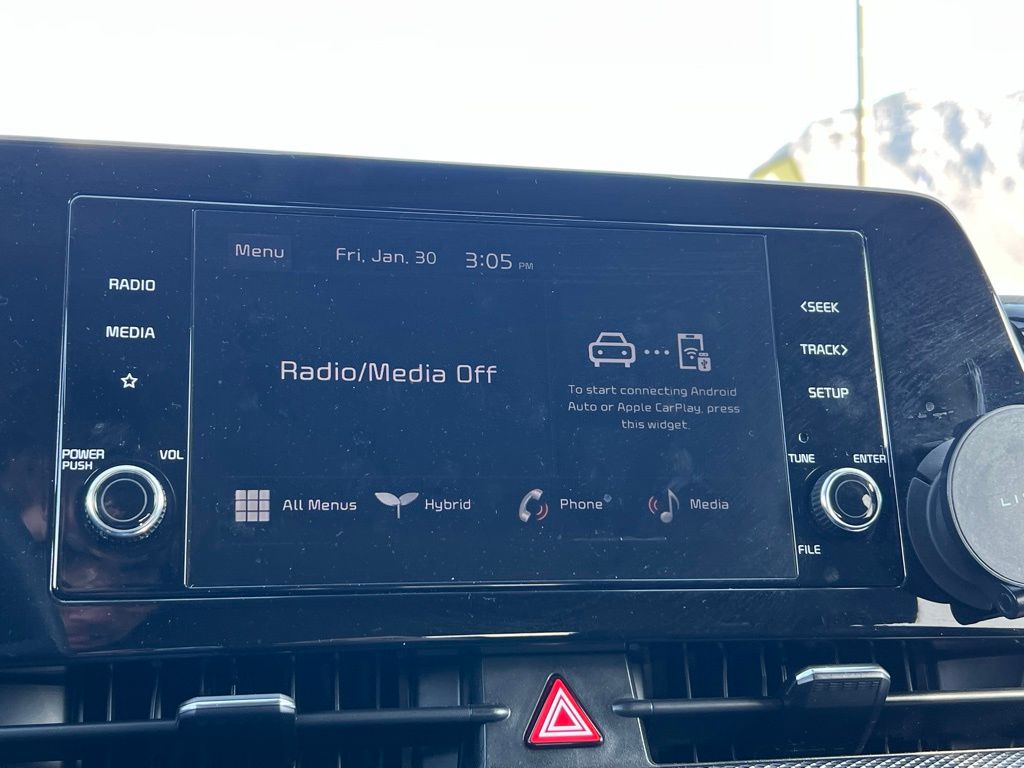 Menu
Fri, Jan. 30
3:05 PM
RADIO
MEDIA
POWER
PUSH
VOL
Radio/Media Off
To start connecting Android
Auto or Apple CarPlay, press
this widget.
All Menus
Hybrid
Phone
Media
<SEEK
TRACK>
SETUP
TUNE
ENTER
FILE